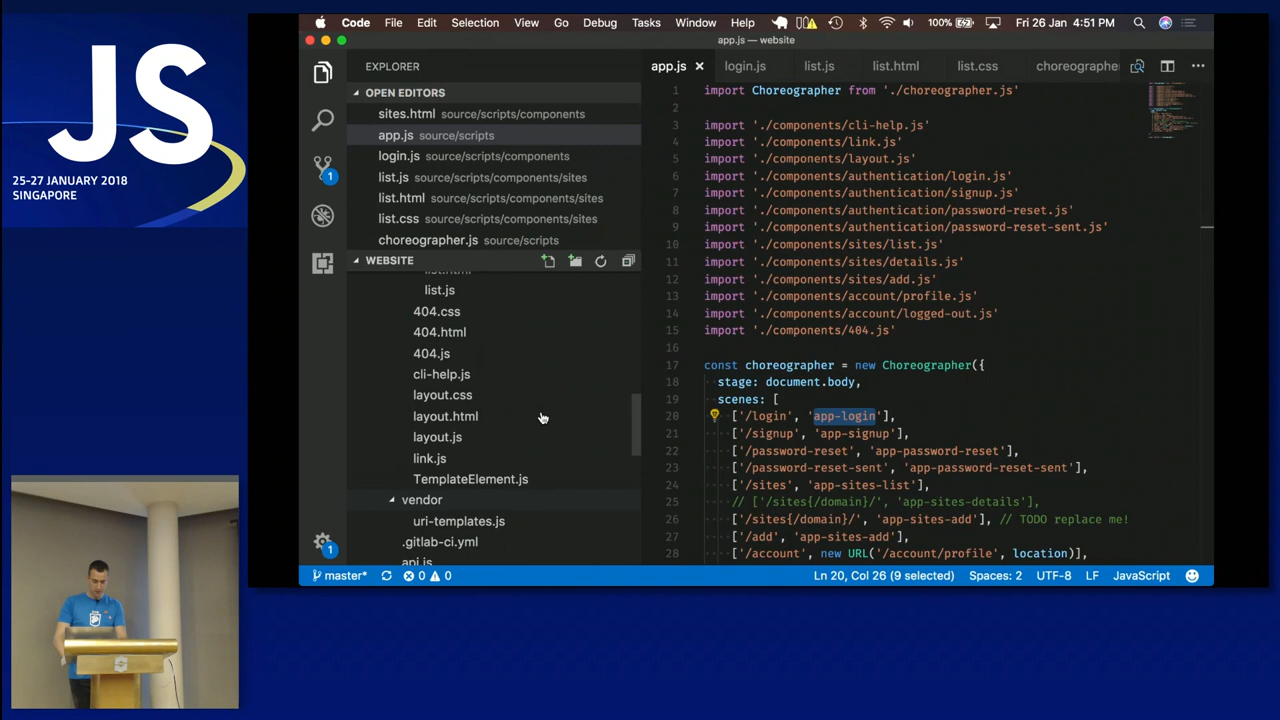 JS
25-27 JANUARY 2018
SINGAPORE
Code File Edit Selection View Go Debug Tasks Window Help 100% Fri 26 Jan 4:51 PM
app.js — website
EXPLORER
OPEN EDITORS
sites.html source/scripts/components
app.js source/scripts
login.js source/scripts/components
list.js source/scripts/components/sites
list.html source/scripts/components/sites
list.css source/scripts/components/sites
choreographer.js source/scripts
WEBSITE
list.html
list.js
404.css
404.html
404.js
cli-help.js
layout.css
layout.html
layout.js
link.js
TemplateElement.js
vendor
uri-templates.js
.gitlab-ci.yml
api.js
1
1
app.js login.js list.js list.html list.css choreographe
1 import Choreographer from './choreographer.js'
2
3 import './components/cli-help.js'
4 import './components/link.js'
5 import './components/layout.js'
6 import './components/authentication/login.js'
7 import './components/authentication/signup.js'
8 import './components/authentication/password-reset.js'
9 import './components/authentication/password-reset-sent.js'
10 import './components/sites/list.js'
11 import './components/sites/details.js'
12 import './components/sites/add.js'
13 import './components/account/profile.js'
14 import './components/account/logged-out.js'
15 import './components/404.js'
16
17 const choreographer = new Choreographer({
18 stage: document.body,
19 scenes: [
20 ['/login', 'app-login'],
21 ['/signup', 'app-signup'],
22 ['/password-reset', 'app-password-reset'],
23 ['/password-reset-sent', 'app-password-reset-sent'],
24 ['/sites', 'app-sites-list'],
25 // ['/sites{/domain}/', 'app-sites-details'],
26 ['/sites{/domain}/', 'app-sites-add'], // TODO replace me!
27 ['/add', 'app-sites-add'],
28 ['/account', new URL('/account/profile', location)],
master* 0 0 Ln 20, Col 26 (9 selected) Spaces: 2 UTF-8 LF JavaScript